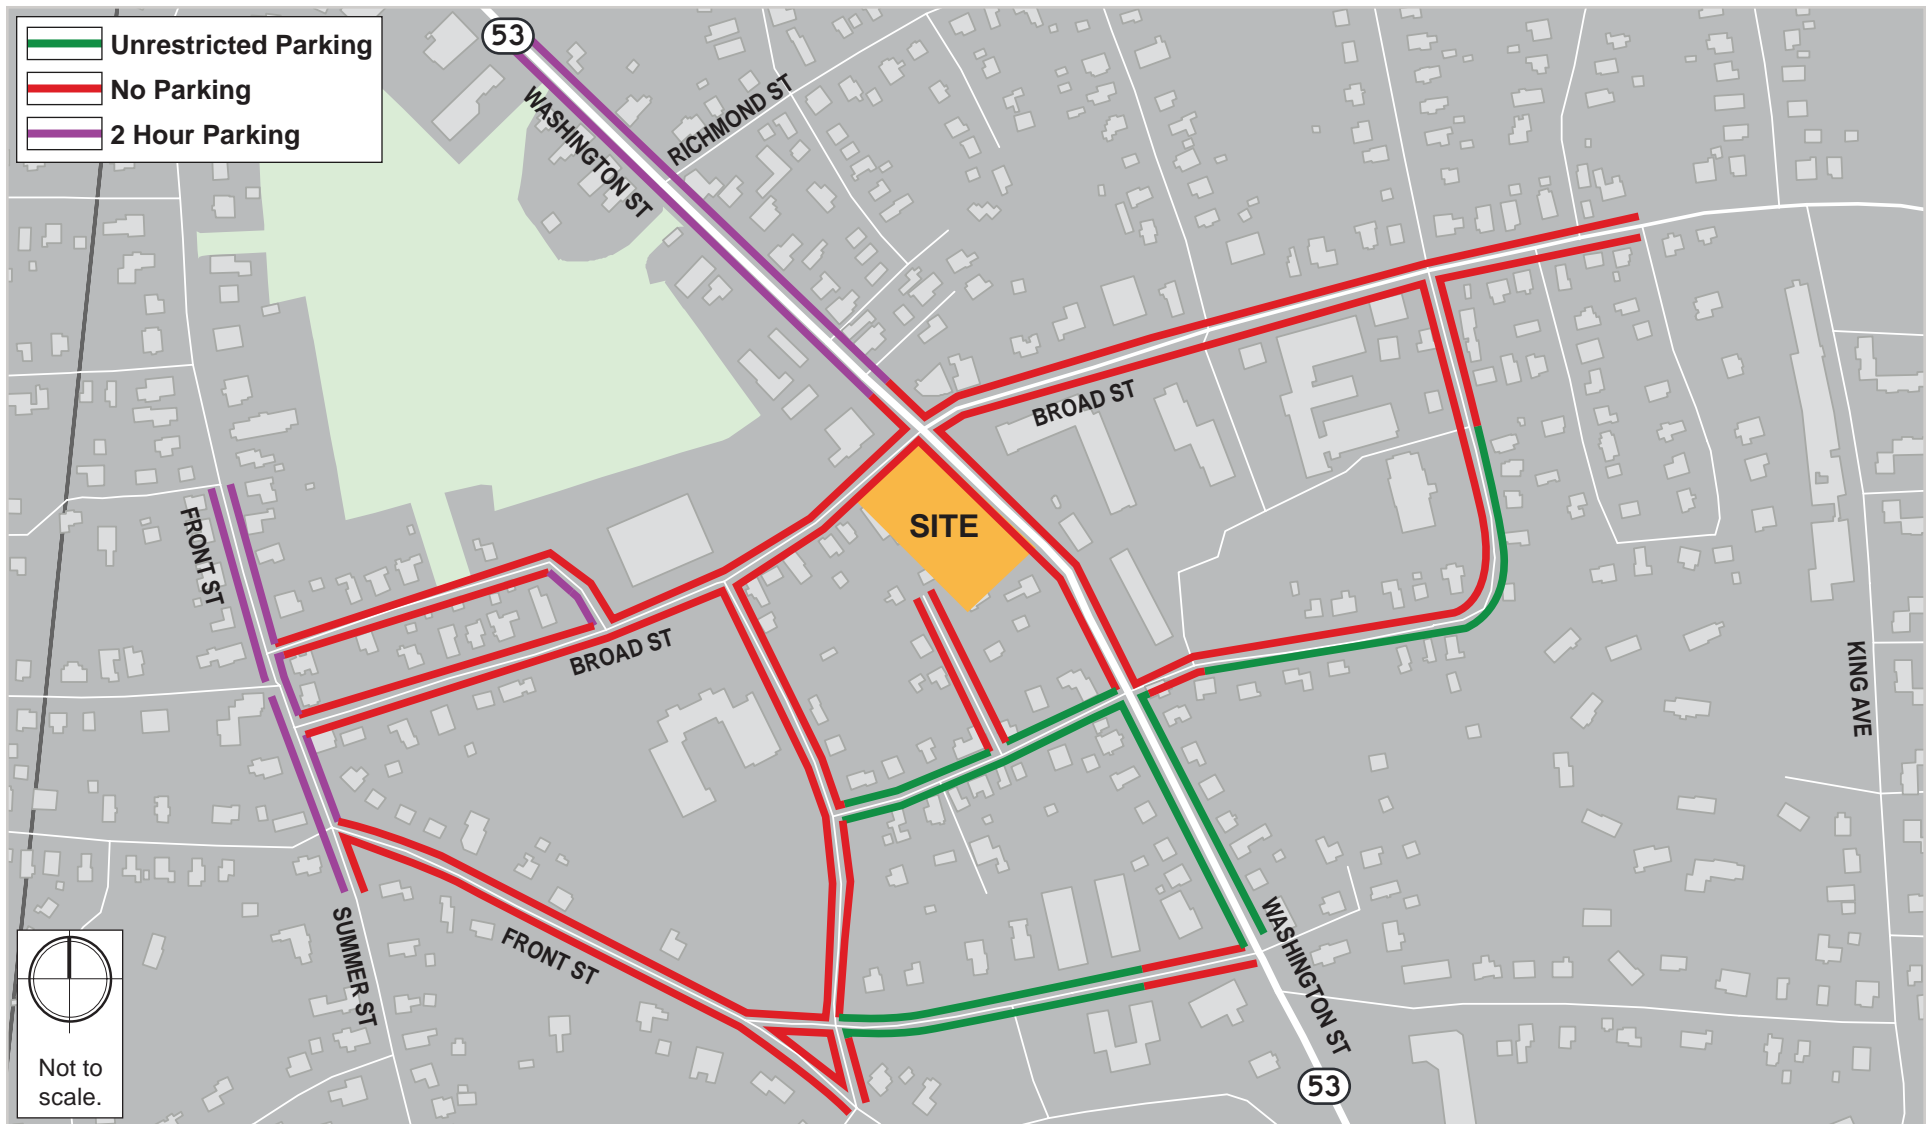 Unrestricted Parking
No Parking
2 Hour Parking
53
WASHINGTON ST
RICHMOND ST
BROAD ST
SITE
FRONT ST
BROAD ST
KING AVE
SUMMER ST
FRONT ST
WASHINGTON ST
53
Not to
scale.